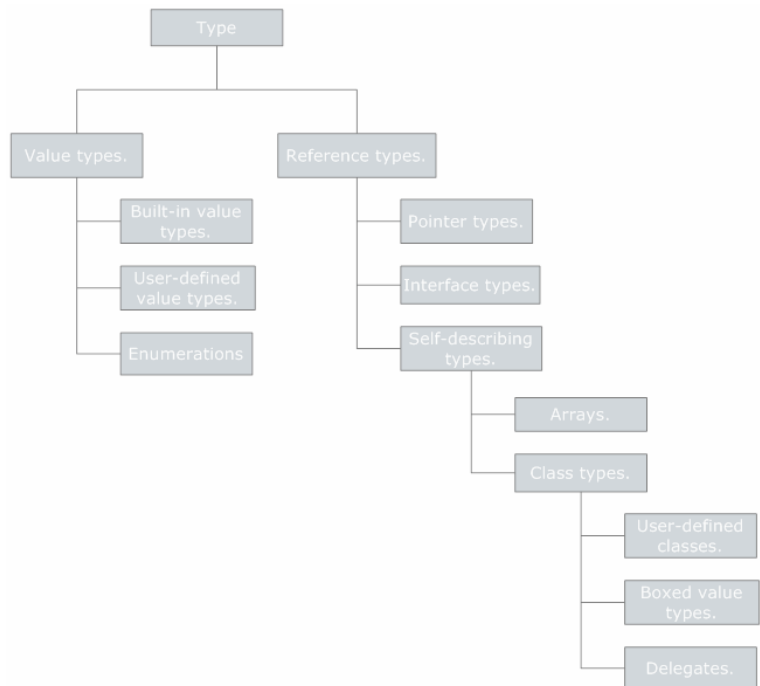 Type
Value types.
Reference types.
Built-in value
types.
User-defined
value types.
Enumerations
Pointer types.
Interface types.
Self-describing
types.
Arrays.
Class types.
User-defined
classes.
Boxed value
types.
Delegates.